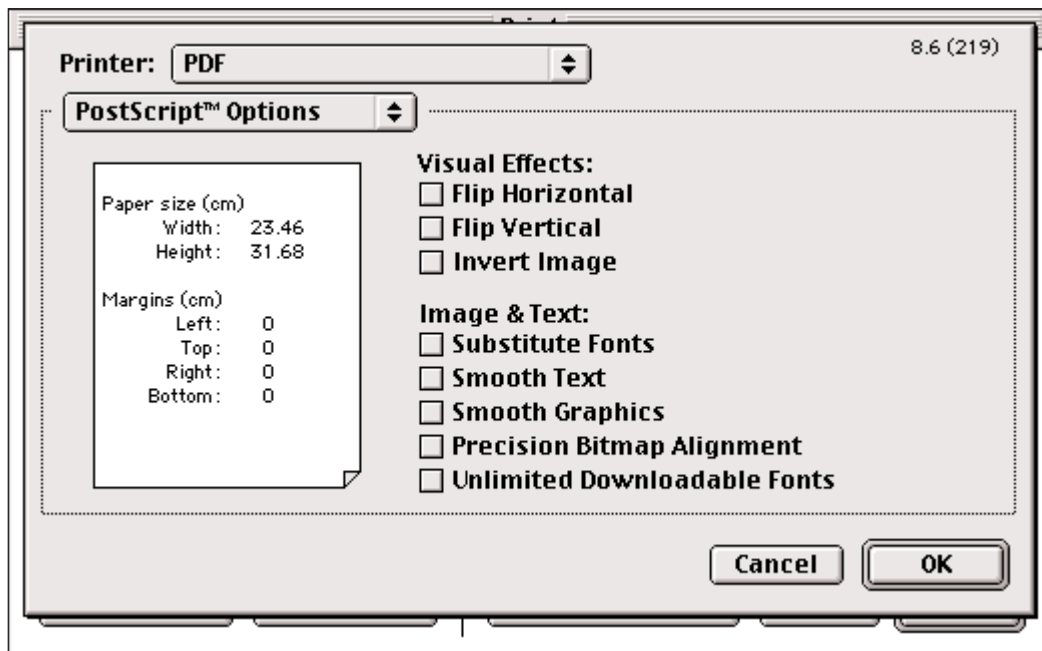 8.6 (219)
Printer: PDF
PostScript™ Options
Paper size (cm)
Width: 23.46
Height: 31.68
Margins (cm)
Left: 0
Top: 0
Right: 0
Bottom: 0
Visual Effects:
Flip Horizontal
Flip Vertical
Invert Image
Image & Text:
Substitute Fonts
Smooth Text
Smooth Graphics
Precision Bitmap Alignment
Unlimited Downloadable Fonts
Cancel OK